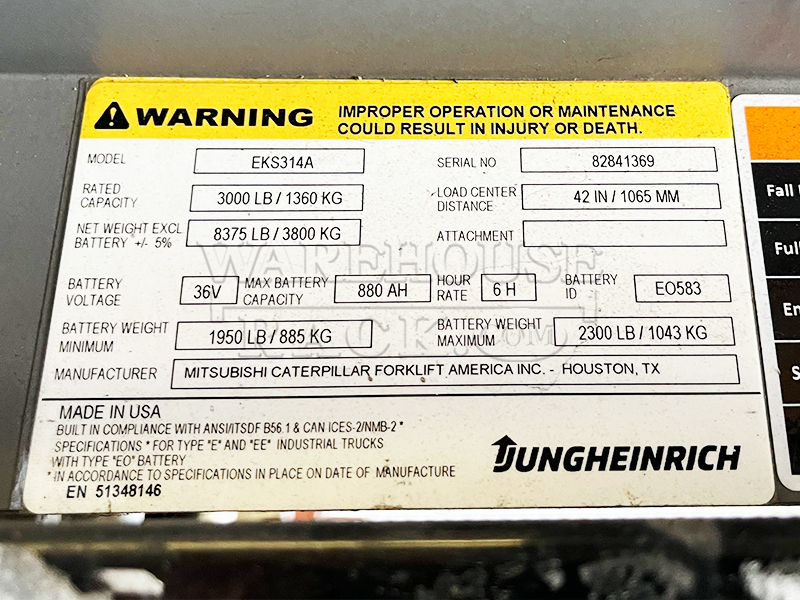 WARNING
IMPROPER OPERATION OR MAINTENANCE
COULD RESULT IN INJURY OR DEATH.
MODEL EKS314A SERIAL NO 82841369
RATED CAPACITY 3000 LB / 1360 KG LOAD CENTER DISTANCE 42 IN / 1065 MM
NET WEIGHT EXCL BATTERY +/- 5% 8375 LB / 3800 KG ATTACHMENT
BATTERY VOLTAGE 36V MAX BATTERY CAPACITY 880 AH HOUR RATE 6 H BATTERY ID EO583
BATTERY WEIGHT MINIMUM 1950 LB / 885 KG BATTERY WEIGHT MAXIMUM 2300 LB / 1043 KG
MANUFACTURER MITSUBISHI CATERPILLAR FORKLIFT AMERICA INC. - HOUSTON, TX
MADE IN USA
BUILT IN COMPLIANCE WITH ANSI/ITSDF B56.1 & CAN ICES-2/NMB-2 *
SPECIFICATIONS * FOR TYPE "E" AND "EE" INDUSTRIAL TRUCKS
WITH TYPE "EO" BATTERY
* IN ACCORDANCE TO SPECIFICATIONS IN PLACE ON DATE OF MANUFACTURE
EN 51348146
JUNGHEINRICH
WAREHOUSE
RACK.com
Fall
Full